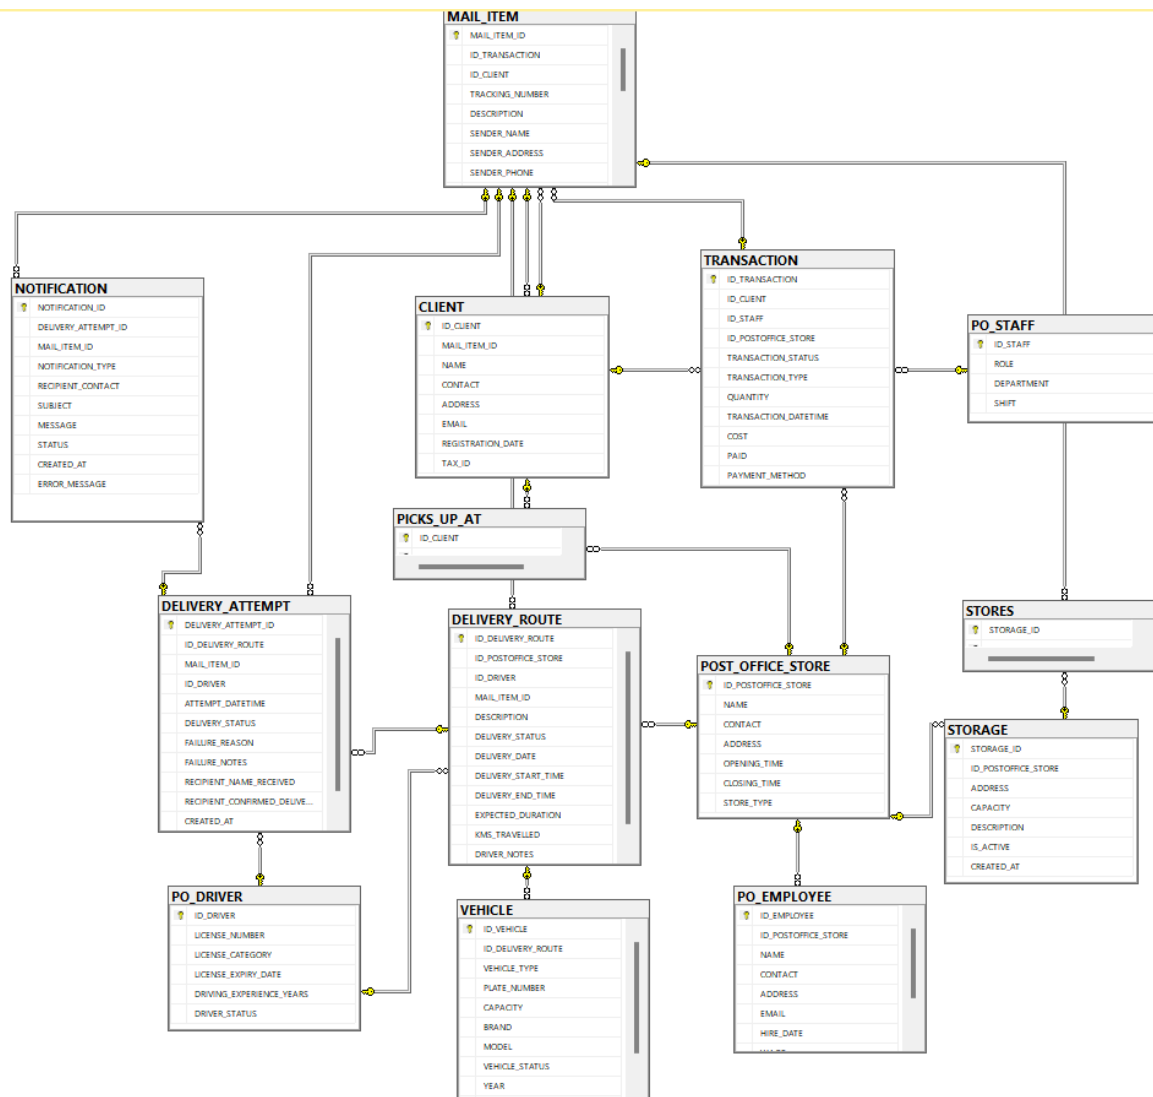 MAIL_ITEM
MAIL_ITEM_ID
ID_TRANSACTION
ID_CLIENT
TRACKING_NUMBER
DESCRIPTION
SENDER_NAME
SENDER_ADDRESS
SENDER_PHONE
NOTIFICATION
NOTIFICATION_ID
DELIVERY_ATTEMPT_ID
MAIL_ITEM_ID
NOTIFICATION_TYPE
RECIPIENT_CONTACT
SUBJECT
MESSAGE
STATUS
CREATED_AT
ERROR_MESSAGE
CLIENT
ID_CLIENT
MAIL_ITEM_ID
NAME
CONTACT
ADDRESS
EMAIL
REGISTRATION_DATE
TAX_ID
TRANSACTION
ID_TRANSACTION
ID_CLIENT
ID_STAFF
ID_POSTOFFICE_STORE
TRANSACTION_STATUS
TRANSACTION_TYPE
QUANTITY
TRANSACTION_DATETIME
COST
PAID
PAYMENT_METHOD
PO_STAFF
ID_STAFF
ROLE
DEPARTMENT
SHIFT
PICKS_UP_AT
ID_CLIENT
DELIVERY_ATTEMPT
DELIVERY_ATTEMPT_ID
ID_DELIVERY_ROUTE
MAIL_ITEM_ID
ID_DRIVER
ATTEMPT_DATETIME
DELIVERY_STATUS
FAILURE_REASON
FAILURE_NOTES
RECIPIENT_NAME_RECEIVED
RECIPIENT_CONFIRMED_DELIVE...
CREATED_AT
DELIVERY_ROUTE
ID_DELIVERY_ROUTE
ID_POSTOFFICE_STORE
ID_DRIVER
MAIL_ITEM_ID
DESCRIPTION
DELIVERY_STATUS
DELIVERY_DATE
DELIVERY_START_TIME
DELIVERY_END_TIME
EXPECTED_DURATION
KMS_TRAVELLED
DRIVER_NOTES
POST_OFFICE_STORE
ID_POSTOFFICE_STORE
NAME
CONTACT
ADDRESS
OPENING_TIME
CLOSING_TIME
STORE_TYPE
STORES
STORAGE_ID
STORAGE
STORAGE_ID
ID_POSTOFFICE_STORE
ADDRESS
CAPACITY
DESCRIPTION
IS_ACTIVE
CREATED_AT
PO_DRIVER
ID_DRIVER
LICENSE_NUMBER
LICENSE_CATEGORY
LICENSE_EXPIRY_DATE
DRIVING_EXPERIENCE_YEARS
DRIVER_STATUS
VEHICLE
ID_VEHICLE
ID_DELIVERY_ROUTE
VEHICLE_TYPE
PLATE_NUMBER
CAPACITY
BRAND
MODEL
VEHICLE_STATUS
YEAR
PO_EMPLOYEE
ID_EMPLOYEE
ID_POSTOFFICE_STORE
NAME
CONTACT
ADDRESS
EMAIL
HIRE_DATE